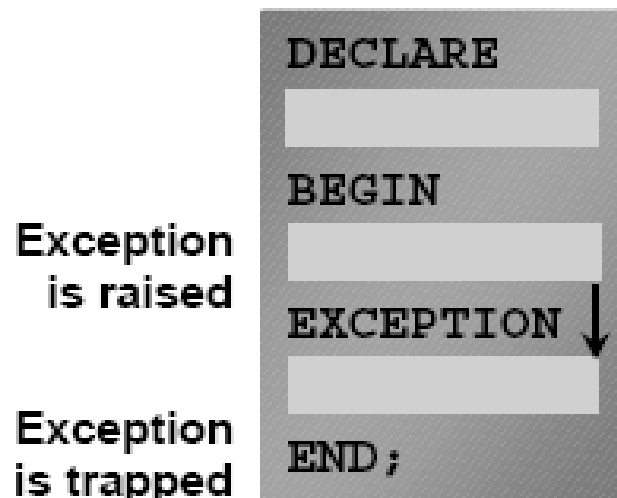 DECLARE
BEGIN
Exception
is raised
EXCEPTION
Exception
is trapped
END;